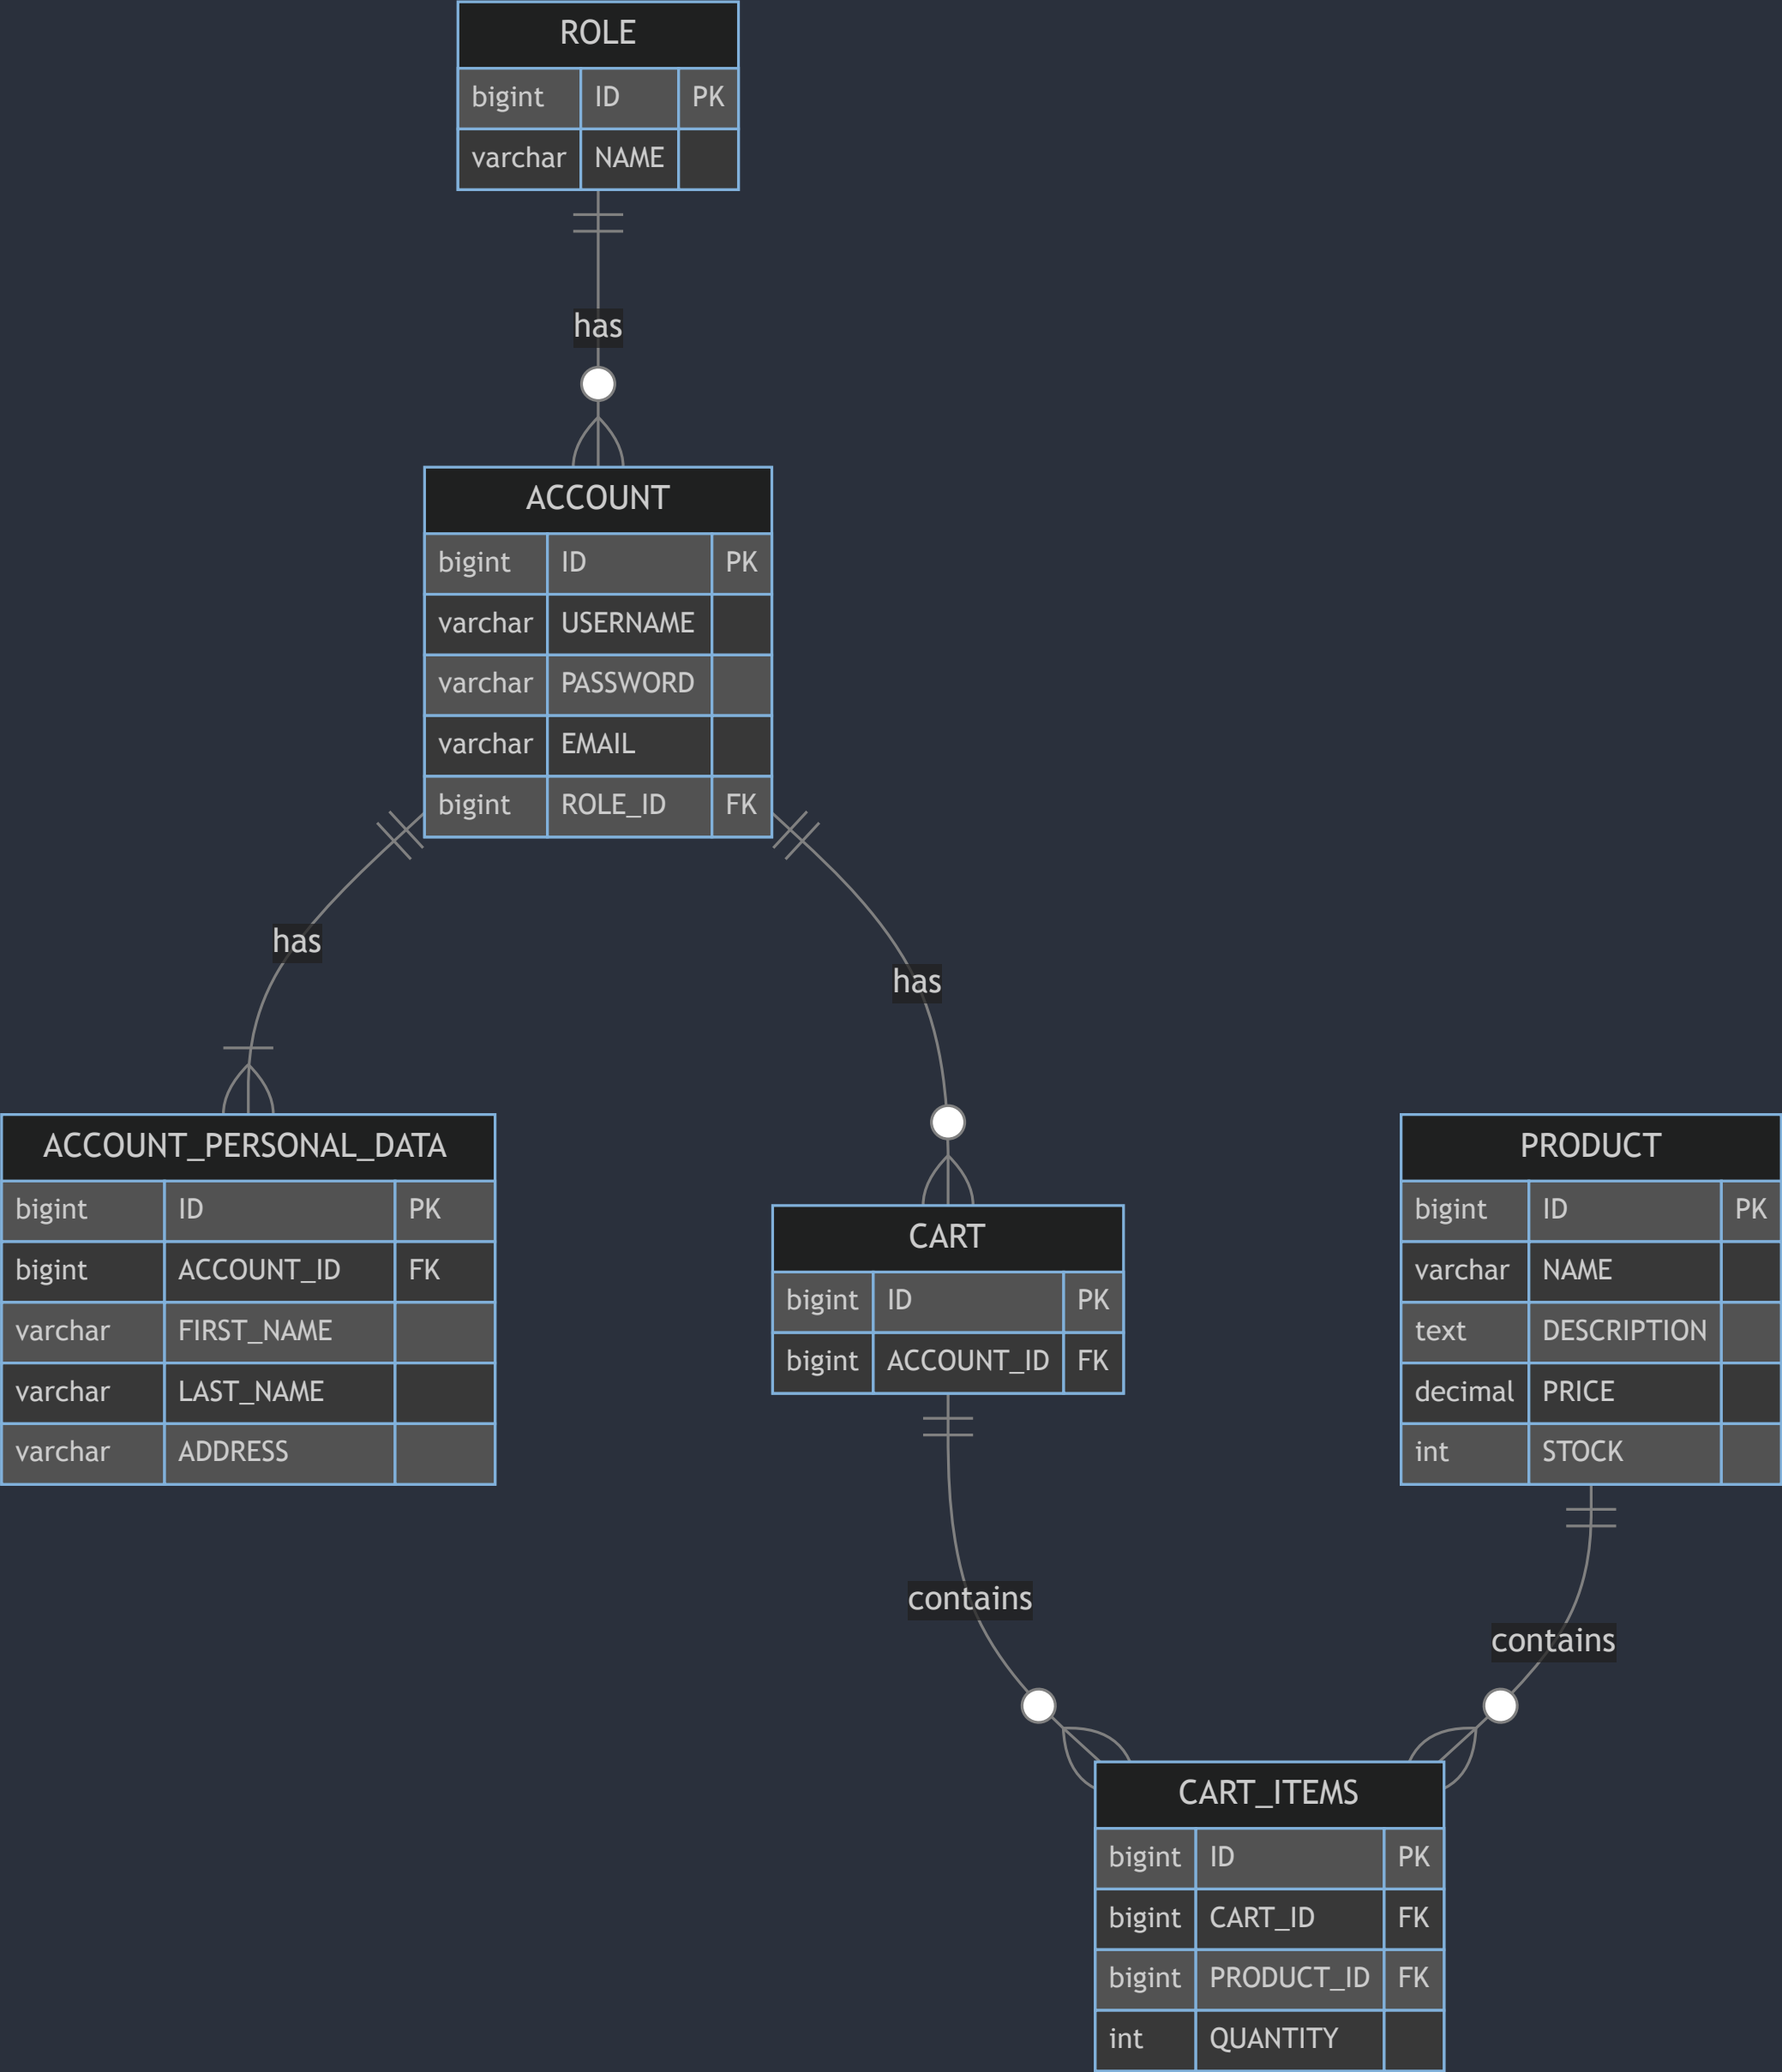 ROLE
bigint ID PK
varchar NAME
has
ACCOUNT
bigint ID PK
varchar USERNAME
varchar PASSWORD
varchar EMAIL
bigint ROLE_ID FK
has
has
ACCOUNT_PERSONAL_DATA
bigint ID PK
bigint ACCOUNT_ID FK
varchar FIRST_NAME
varchar LAST_NAME
varchar ADDRESS
CART
bigint ID PK
bigint ACCOUNT_ID FK
PRODUCT
bigint ID PK
varchar NAME
text DESCRIPTION
decimal PRICE
int STOCK
contains
contains
CART_ITEMS
bigint ID PK
bigint CART_ID FK
bigint PRODUCT_ID FK
int QUANTITY